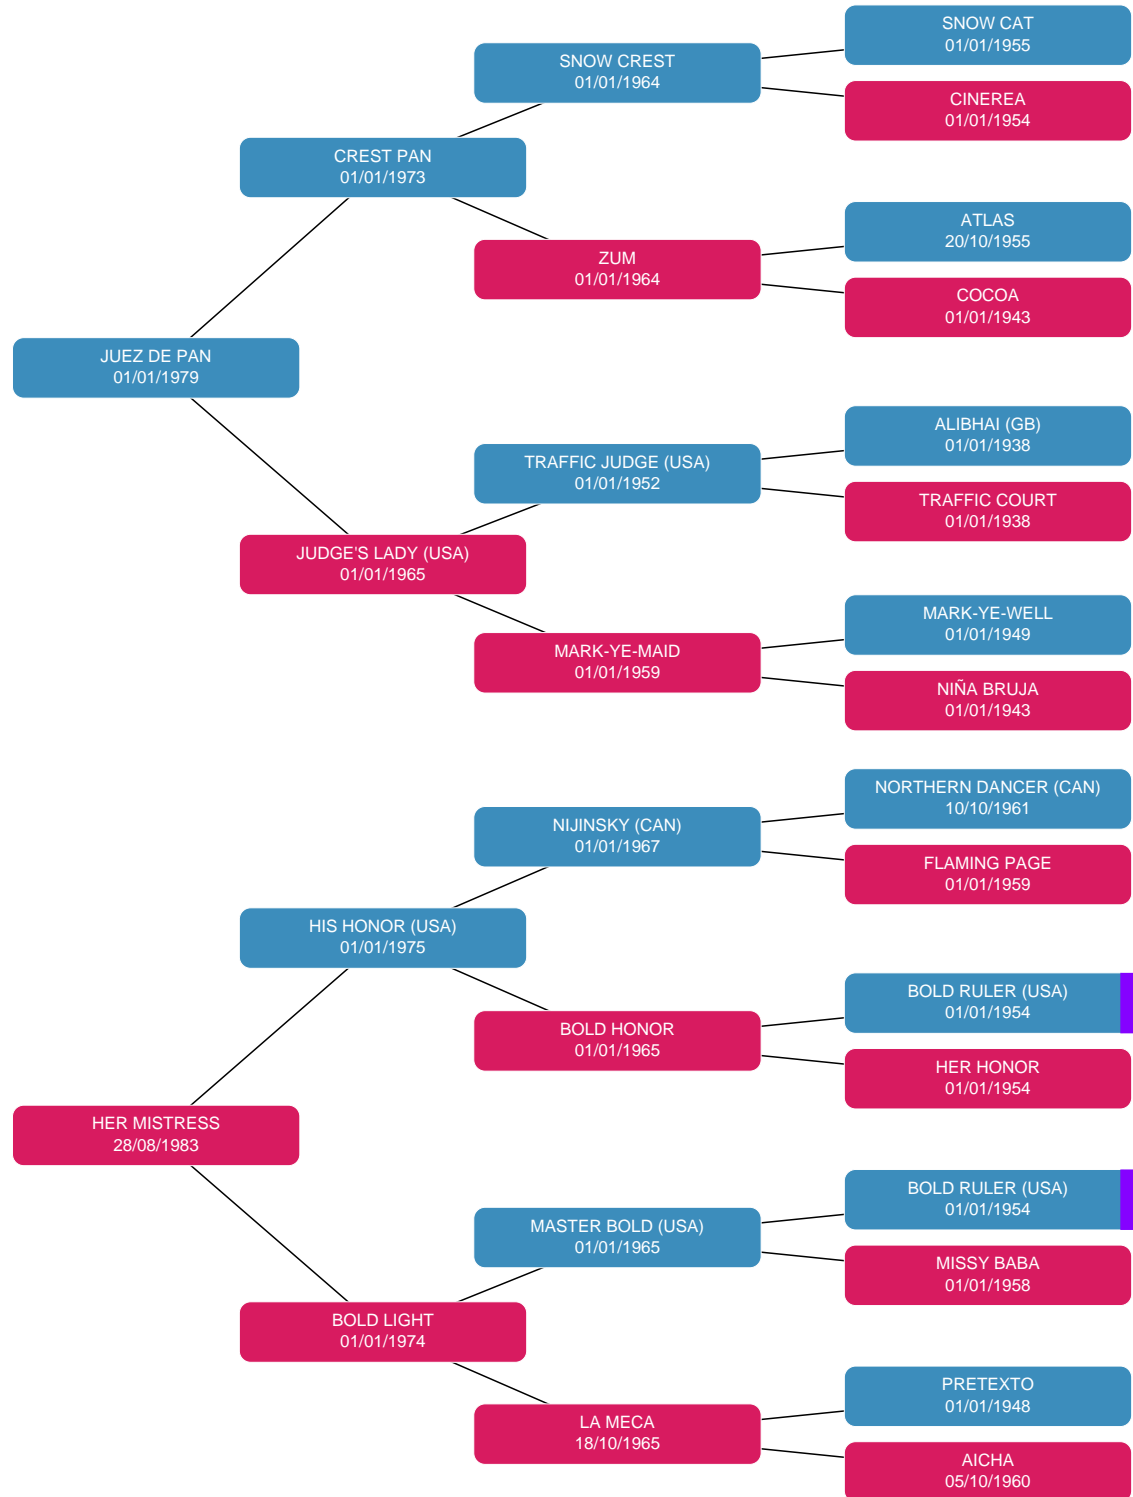 SNOW CAT
01/01/1955
SNOW CREST
01/01/1964
CINEREA
01/01/1954
CREST PAN
01/01/1973
ATLAS
20/10/1955
ZUM
01/01/1964
COCOA
01/01/1943
JUEZ DE PAN
01/01/1979
ALIBHAI (GB)
01/01/1938
TRAFFIC JUDGE (USA)
01/01/1952
TRAFFIC COURT
01/01/1938
JUDGE'S LADY (USA)
01/01/1965
MARK-YE-WELL
01/01/1949
MARK-YE-MAID
01/01/1959
NIÑA BRUJA
01/01/1943
NORTHERN DANCER (CAN)
10/10/1961
NIJINSKY (CAN)
01/01/1967
FLAMING PAGE
01/01/1959
HIS HONOR (USA)
01/01/1975
BOLD RULER (USA)
01/01/1954
BOLD HONOR
01/01/1965
HER HONOR
01/01/1954
HER MISTRESS
28/08/1983
BOLD RULER (USA)
01/01/1954
MASTER BOLD (USA)
01/01/1965
MISSY BABA
01/01/1958
BOLD LIGHT
01/01/1974
PRETEXTO
01/01/1948
LA MECA
18/10/1965
AICHA
05/10/1960